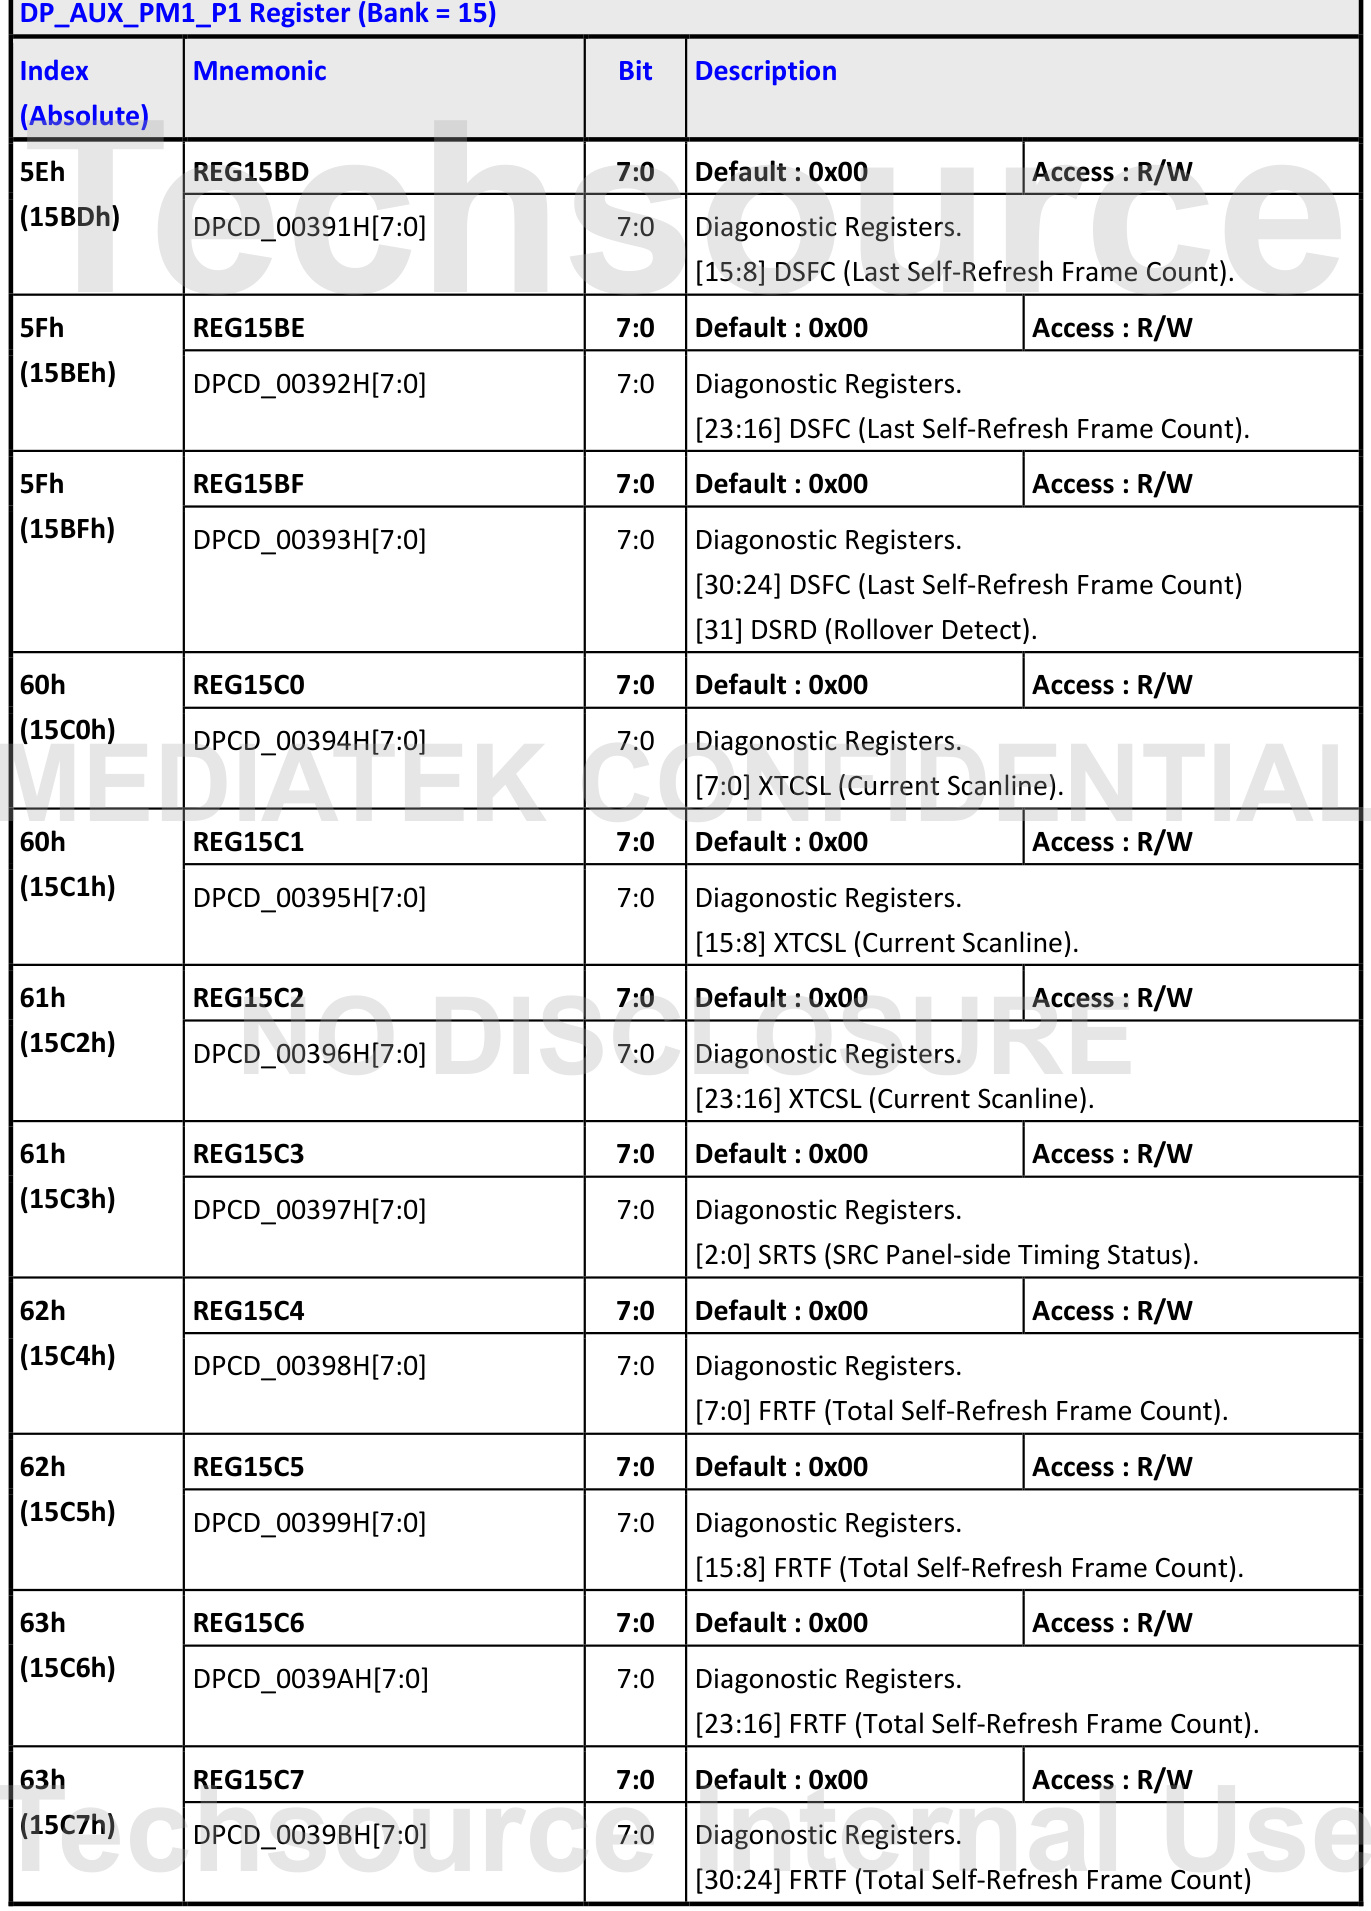 DP_AUX_PM1_P1 Register (Bank = 15)
Index (Absolute) Mnemonic Bit Description
5Eh (15BDh) REG15BD 7:0 Default : 0x00 Access : R/W
DPCD_00391H[7:0] 7:0 Diagonostic Registers.
[15:8] DSFC (Last Self-Refresh Frame Count).
5Fh (15BEh) REG15BE 7:0 Default : 0x00 Access : R/W
DPCD_00392H[7:0] 7:0 Diagonostic Registers.
[23:16] DSFC (Last Self-Refresh Frame Count).
5Fh (15BFh) REG15BF 7:0 Default : 0x00 Access : R/W
DPCD_00393H[7:0] 7:0 Diagonostic Registers.
[30:24] DSFC (Last Self-Refresh Frame Count)
[31] DSRD (Rollover Detect).
60h (15C0h) REG15C0 7:0 Default : 0x00 Access : R/W
DPCD_00394H[7:0] 7:0 Diagonostic Registers.
[7:0] XTCSL (Current Scanline).
60h (15C1h) REG15C1 7:0 Default : 0x00 Access : R/W
DPCD_00395H[7:0] 7:0 Diagonostic Registers.
[15:8] XTCSL (Current Scanline).
61h (15C2h) REG15C2 7:0 Default : 0x00 Access : R/W
DPCD_00396H[7:0] 7:0 Diagonostic Registers.
[23:16] XTCSL (Current Scanline).
61h (15C3h) REG15C3 7:0 Default : 0x00 Access : R/W
DPCD_00397H[7:0] 7:0 Diagonostic Registers.
[2:0] SRTS (SRC Panel-side Timing Status).
62h (15C4h) REG15C4 7:0 Default : 0x00 Access : R/W
DPCD_00398H[7:0] 7:0 Diagonostic Registers.
[7:0] FRTF (Total Self-Refresh Frame Count).
62h (15C5h) REG15C5 7:0 Default : 0x00 Access : R/W
DPCD_00399H[7:0] 7:0 Diagonostic Registers.
[15:8] FRTF (Total Self-Refresh Frame Count).
63h (15C6h) REG15C6 7:0 Default : 0x00 Access : R/W
DPCD_0039AH[7:0] 7:0 Diagonostic Registers.
[23:16] FRTF (Total Self-Refresh Frame Count).
63h (15C7h) REG15C7 7:0 Default : 0x00 Access : R/W
DPCD_0039BH[7:0] 7:0 Diagonostic Registers.
[30:24] FRTF (Total Self-Refresh Frame Count)
Techsource
MEDIATEK CONFIDENTIAL
NO DISCLOSURE
Techsource Internal Use